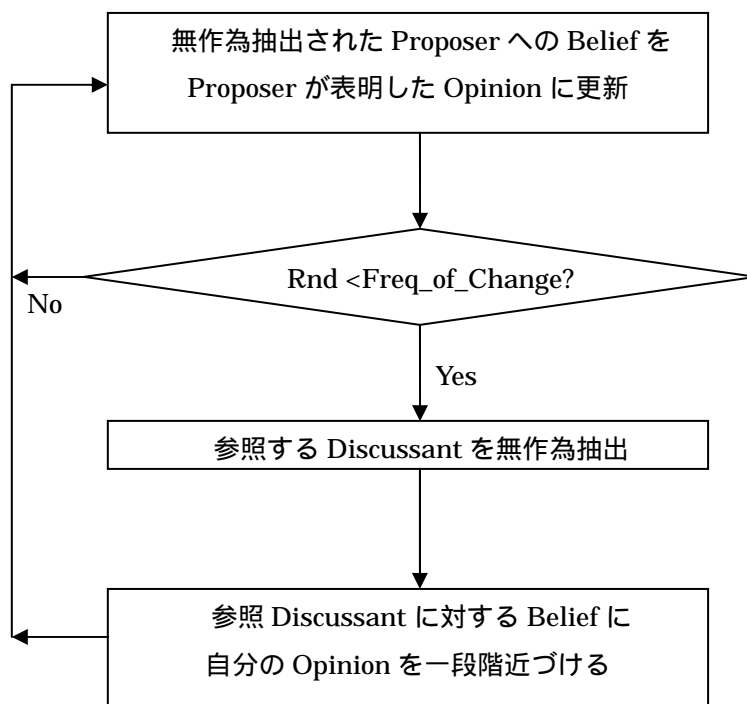 無作為抽出された Proposer への Belief を
Proposer が表明した Opinion に更新
Rnd <Freq_of_Change?
No
Yes
参照する Discussant を無作為抽出
参照 Discussant に対する Belief に
自分の Opinion を一段階近づける